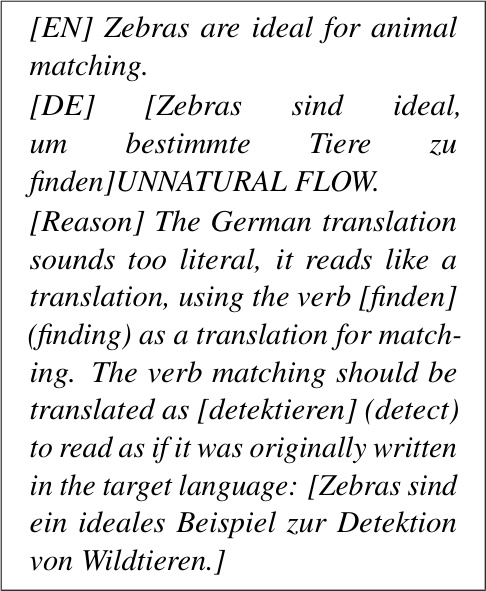 [EN] Zebras are ideal for animal
matching.
[DE] [Zebras sind ideal,
um bestimmte Tiere zu
finden]UNNATURAL FLOW.
[Reason] The German translation
sounds too literal, it reads like a
translation, using the verb [finden]
(finding) as a translation for match-
ing. The verb matching should be
translated as [detektieren] (detect)
to read as if it was originally written
in the target language: [Zebras sind
ein ideales Beispiel zur Detektion
von Wildtieren.]